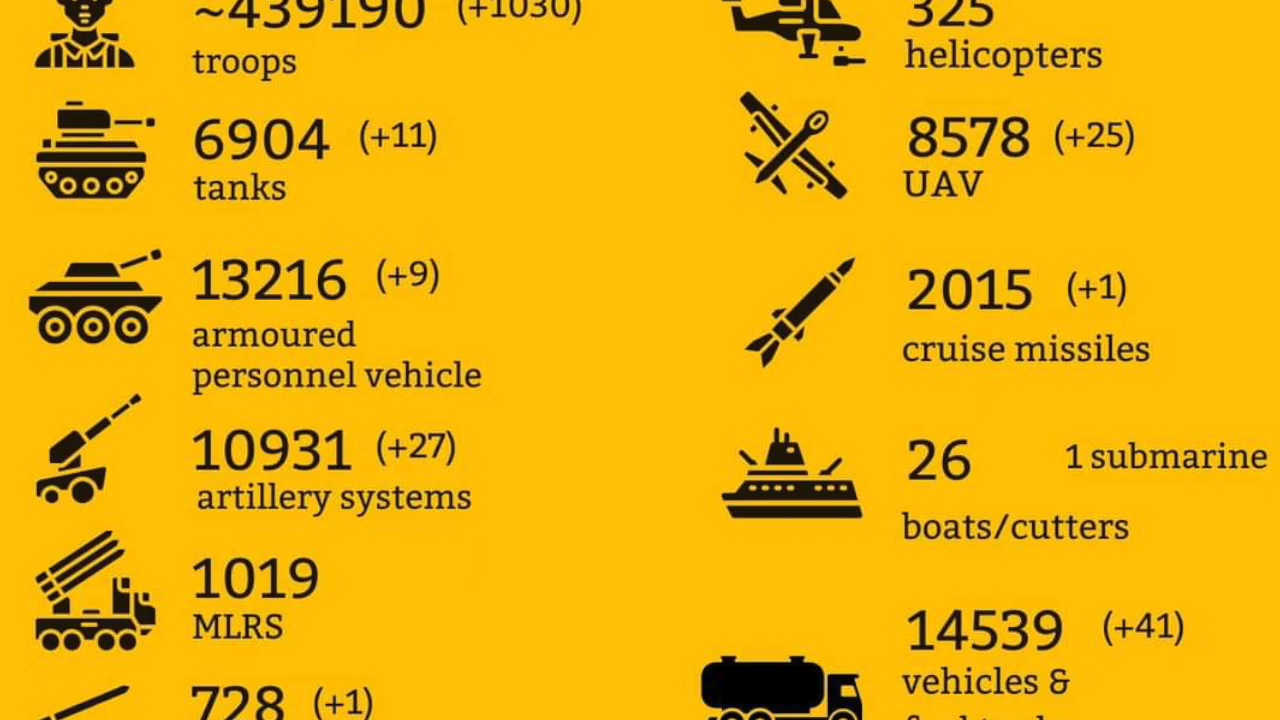 ~439190 (+1030)
troops
6904 (+11)
tanks
13216 (+9)
armoured
personnel vehicle
10931 (+27)
artillery systems
1019
MLRS
728 (+1)
325
helicopters
8578 (+25)
UAV
2015 (+1)
cruise missiles
26 1 submarine
boats/cutters
14539 (+41)
vehicles &